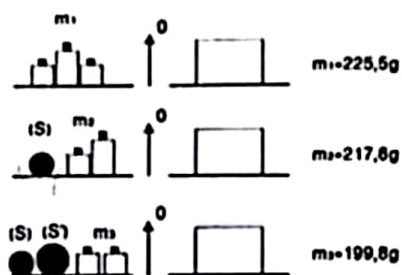 m₁
0
m₁=225,5g
(S)
m₂
0
m₂=217,6g
(S) (S')
m₃
0
m₃=199,8g